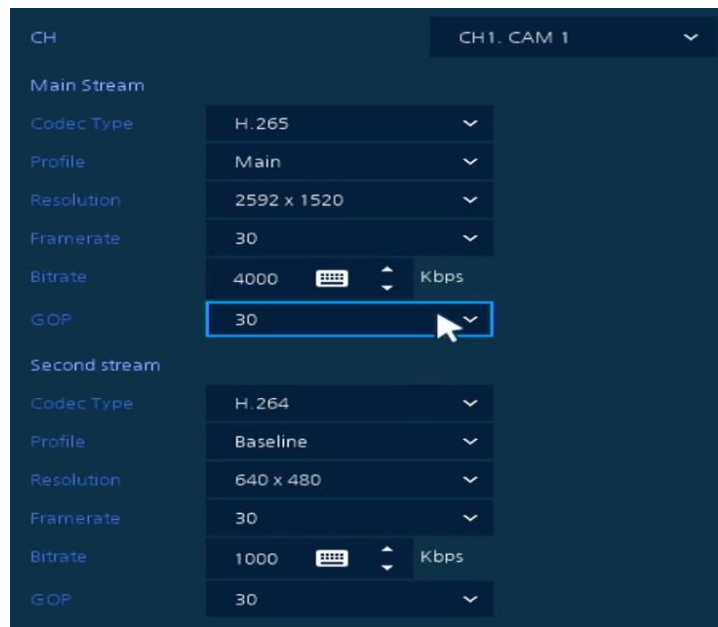 CH CH1. CAM 1
Main Stream
Codec Type H.265
Profile Main
Resolution 2592 x 1520
Framerate 30
Bitrate 4000 Kbps
GOP 30
Second stream
Codec Type H.264
Profile Baseline
Resolution 640 x 480
Framerate 30
Bitrate 1000 Kbps
GOP 30